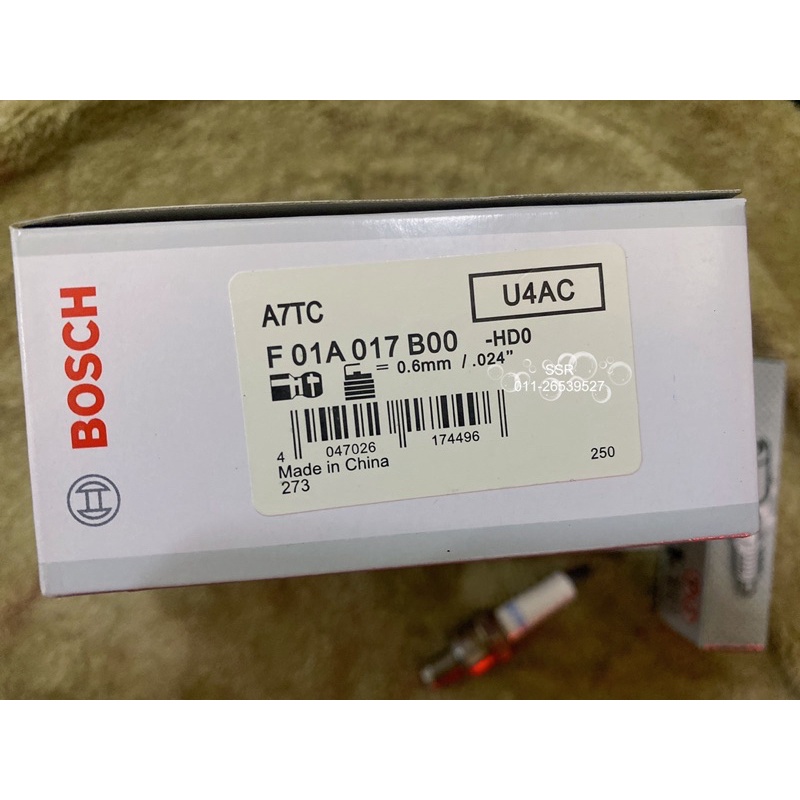 BOSCH
A7TC
U4AC
F 01A 017 B00 -HD0
= 0.6mm / .024"
SSR
011-26539527
4 047026 174496
Made in China
273
250